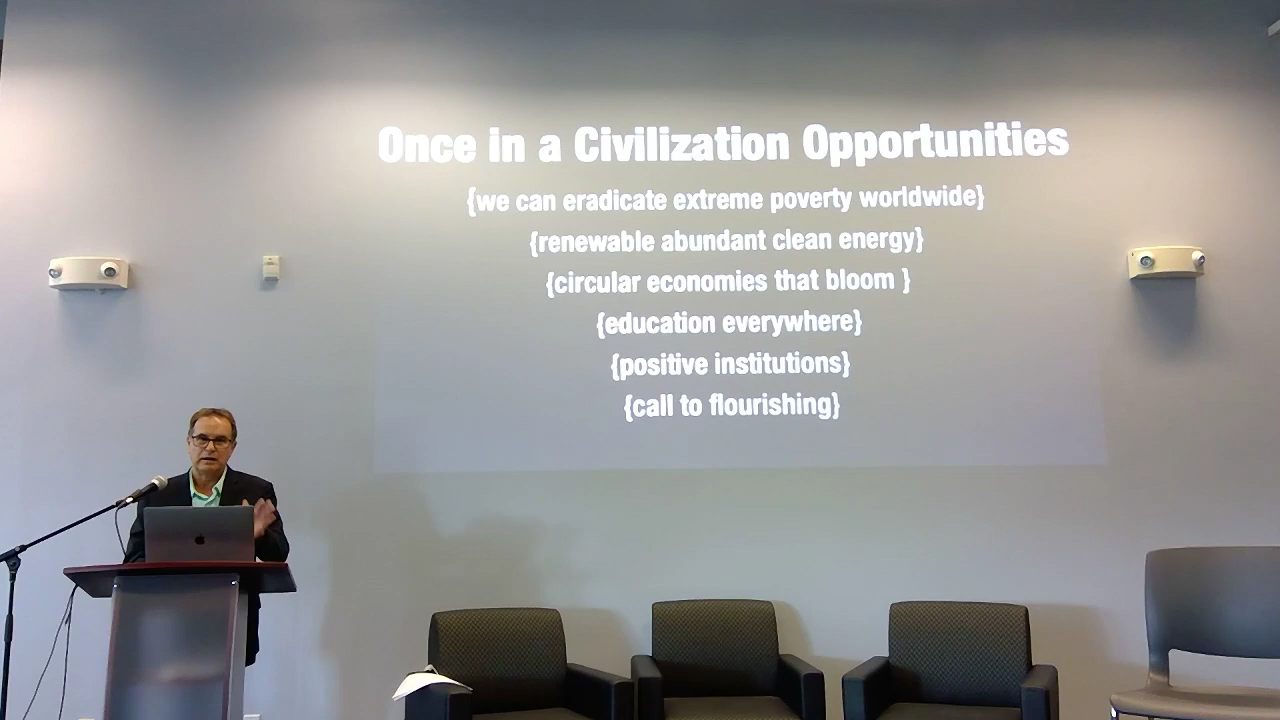 Once in a Civilization Opportunities
{we can eradicate extreme poverty worldwide}
{renewable abundant clean energy}
{circular economies that bloom }
{education everywhere}
{positive institutions}
{call to flourishing}